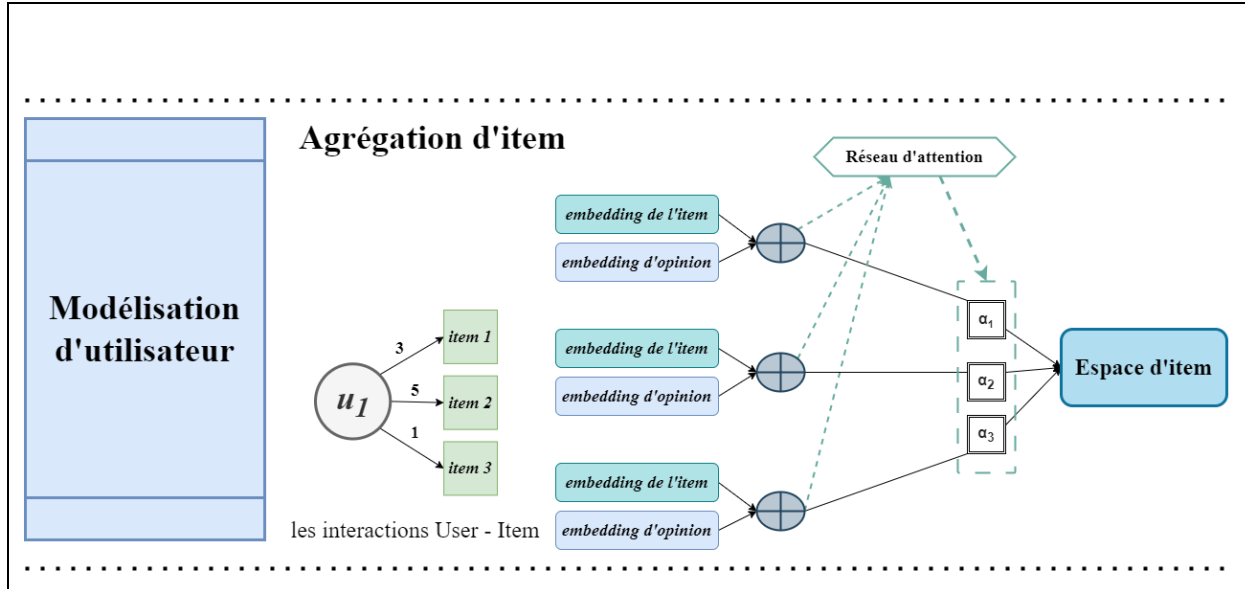 Agrégation d'item
Modélisation
d'utilisateur
3
5
1
u1
item 1
item 2
item 3
les interactions User - Item
embedding de l'item
embedding d'opinion
embedding de l'item
embedding d'opinion
embedding de l'item
embedding d'opinion
Réseau d'attention
α1
α2
α3
Espace d'item